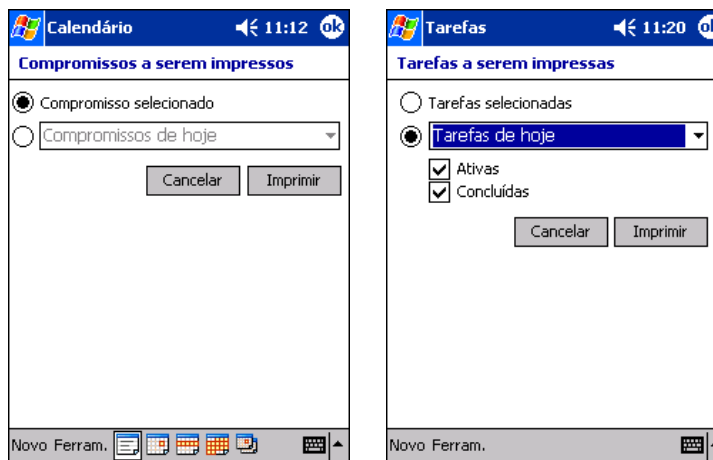 Calendário 11:12 ok
Compromissos a serem impressos
Compromisso selecionado
Compromissos de hoje
Cancelar Imprimir
Novo Ferram.
Tarefas 11:20 ok
Tarefas a serem impressas
Tarefas selecionadas
Tarefas de hoje
Ativas
Concluídas
Cancelar Imprimir
Novo Ferram.